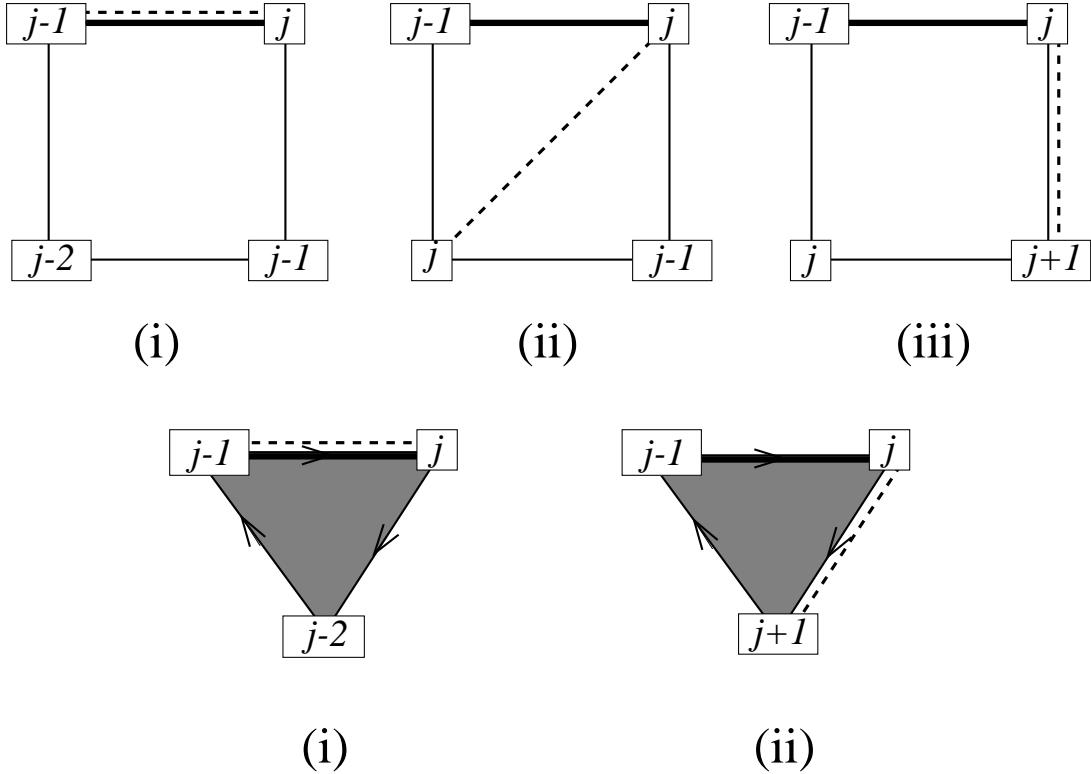 j-1 j j-1 j j-1 j
j-2 j-1 j j-1 j j+1
(i) (ii) (iii)
j-1 j j-1 j
j-2 j+1
(i) (ii)